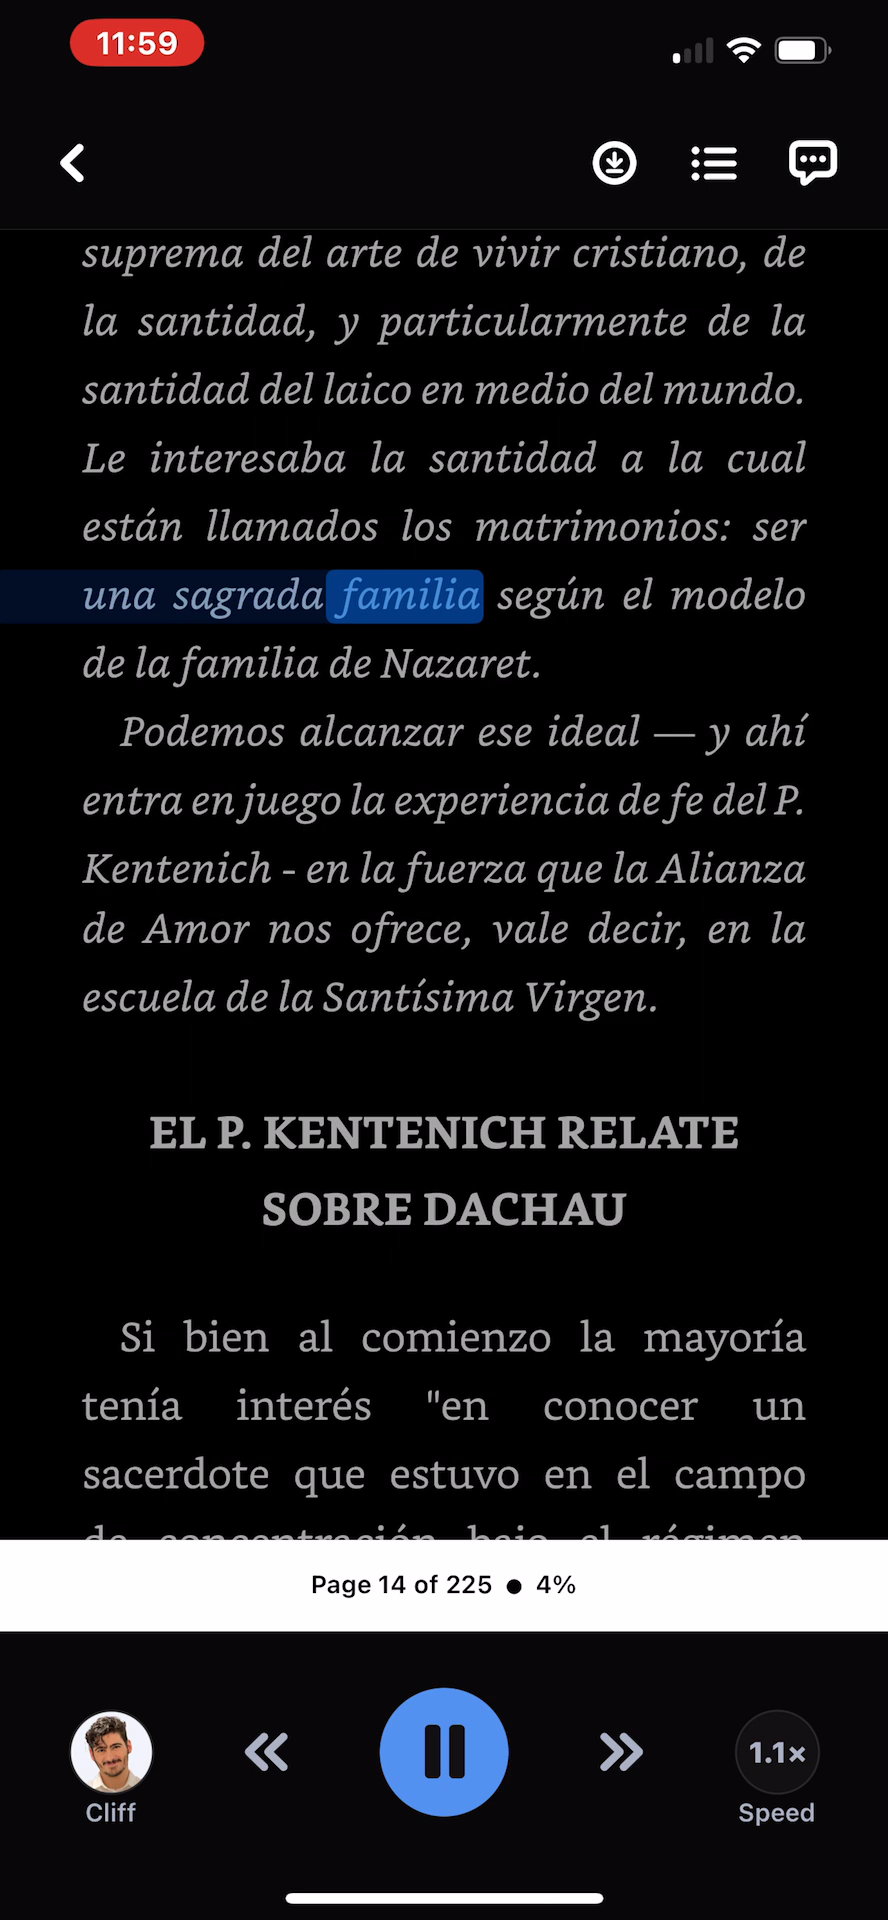 11:59
suprema del arte de vivir cristiano, de
la santidad, y particularmente de la
santidad del laico en medio del mundo.
Le interesaba la santidad a la cual
están llamados los matrimonios: ser
una sagrada familia según el modelo
de la familia de Nazaret.
Podemos alcanzar ese ideal — y ahí
entra en juego la experiencia de fe del P.
Kentenich - en la fuerza que la Alianza
de Amor nos ofrece, vale decir, en la
escuela de la Santísima Virgen.
EL P. KENTENICH RELATE
SOBRE DACHAU
Si bien al comienzo la mayoría
tenía interés "en conocer un
sacerdote que estuvo en el campo
de concentración bajo el régimen
Page 14 of 225 ● 4%
1.1×
Cliff
Speed